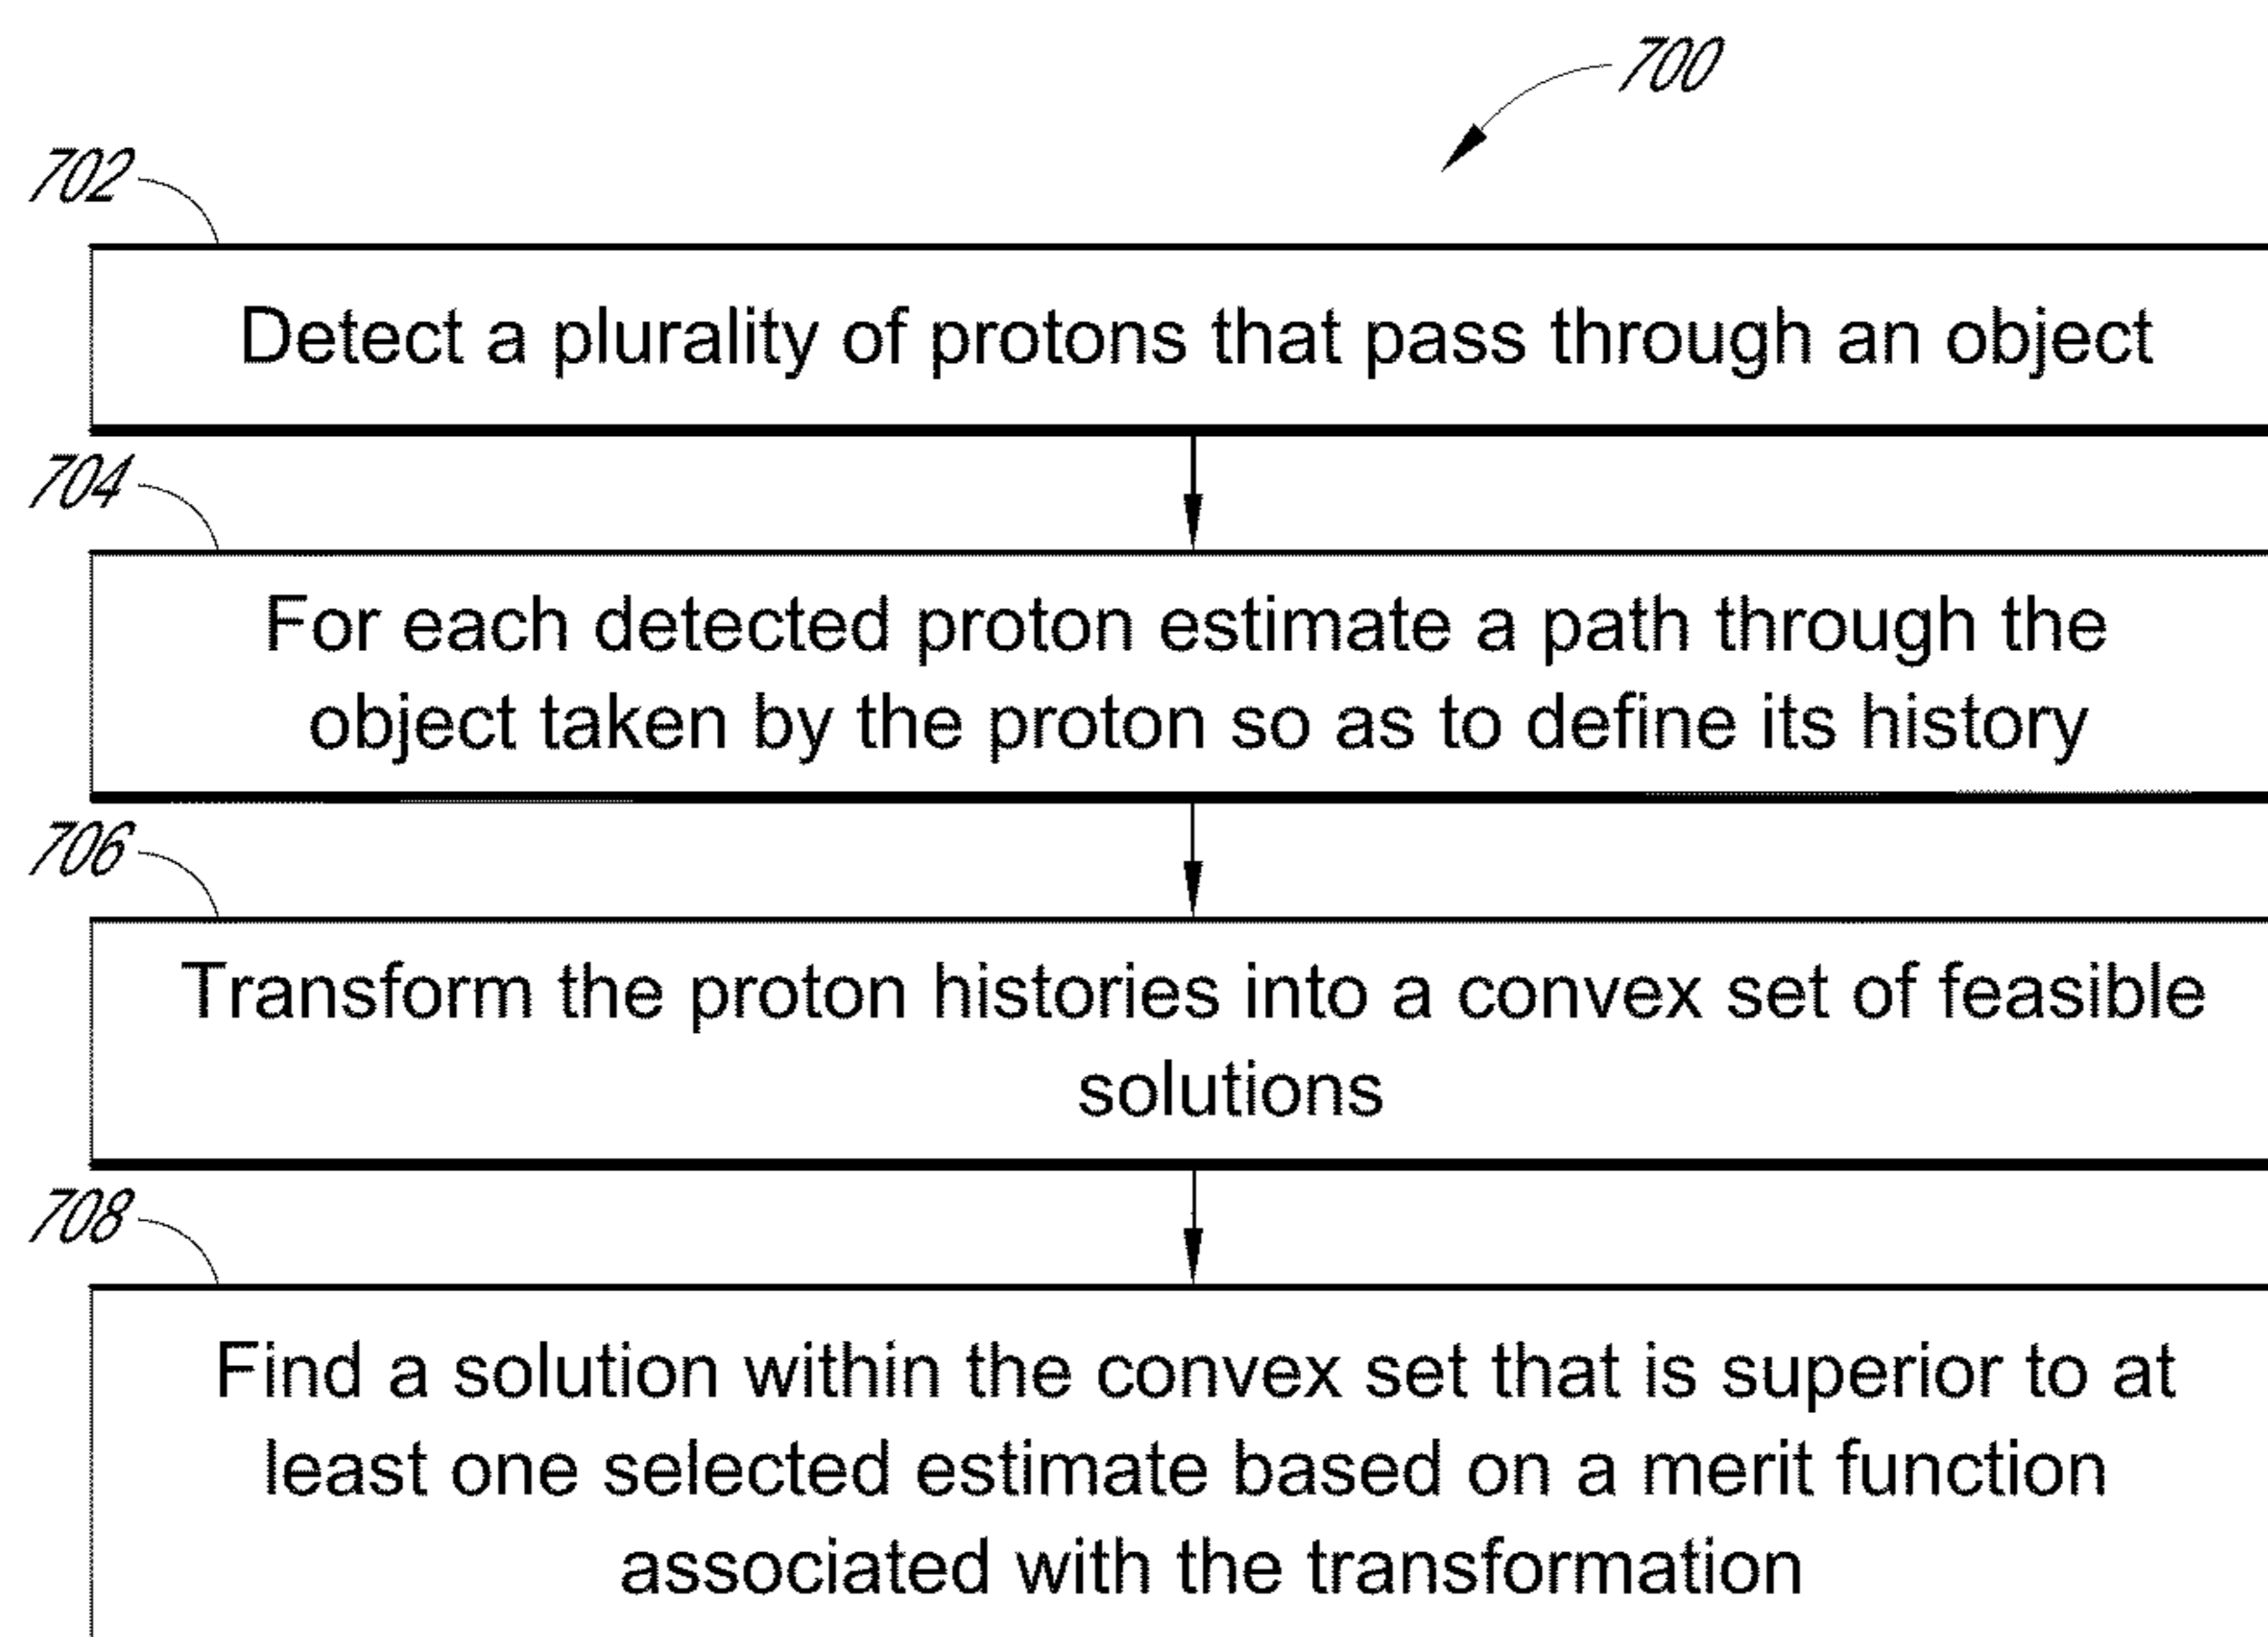 700
702
Detect a plurality of protons that pass through an object
704
For each detected proton estimate a path through the
object taken by the proton so as to define its history
706
Transform the proton histories into a convex set of feasible
solutions
708
Find a solution within the convex set that is superior to at
least one selected estimate based on a merit function
associated with the transformation